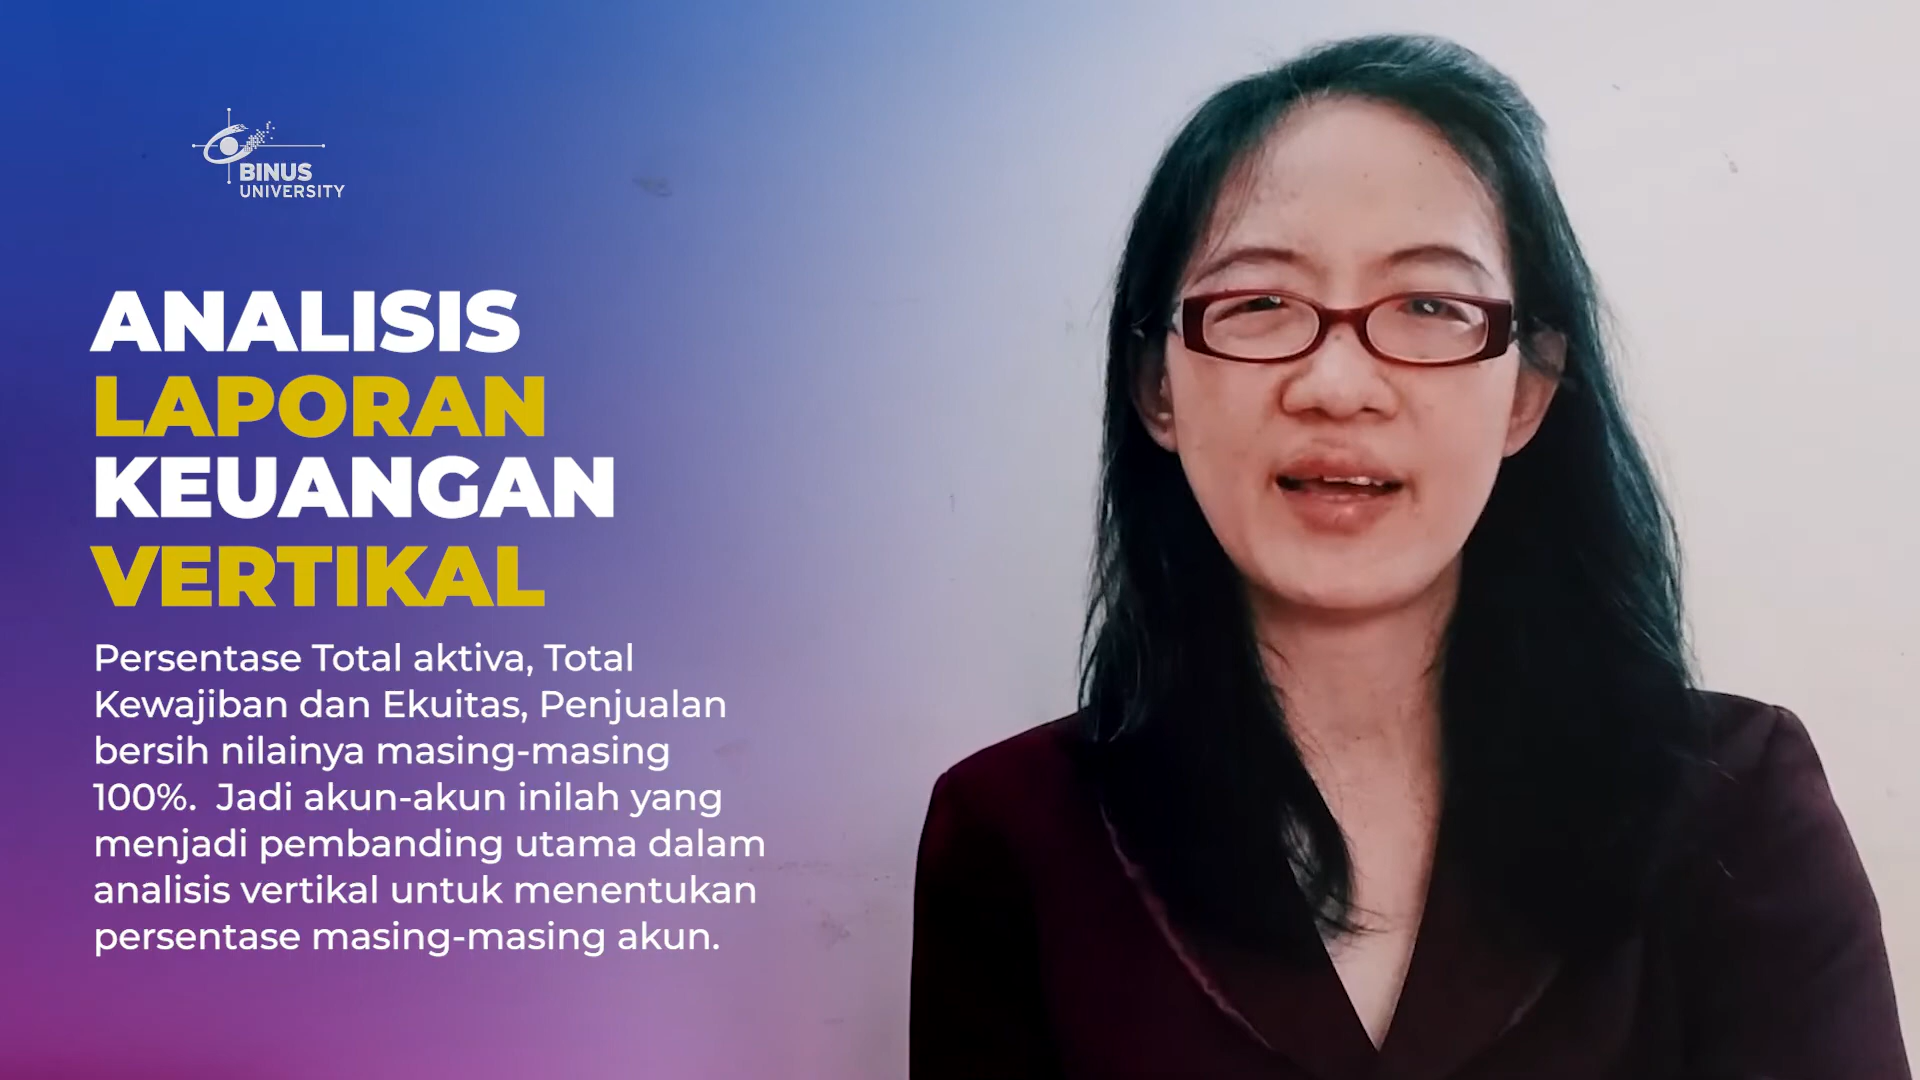 BINUS
UNIVERSITY
ANALISIS
LAPORAN
KEUANGAN
VERTIKAL
Persentase Total aktiva, Total
Kewajiban dan Ekuitas, Penjualan
bersih nilainya masing-masing
100%.  Jadi akun-akun inilah yang
menjadi pembanding utama dalam
analisis vertikal untuk menentukan
persentase masing-masing akun.